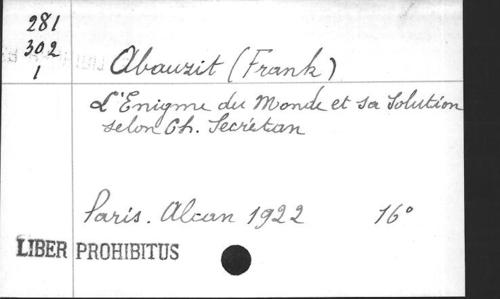 281
302
1
Abauzit (Frank)
L'Enigme du Monde et sa Solution
selon Ch. Secrétan
Paris. Alcan 1922 16°
LIBER PROHIBITUS